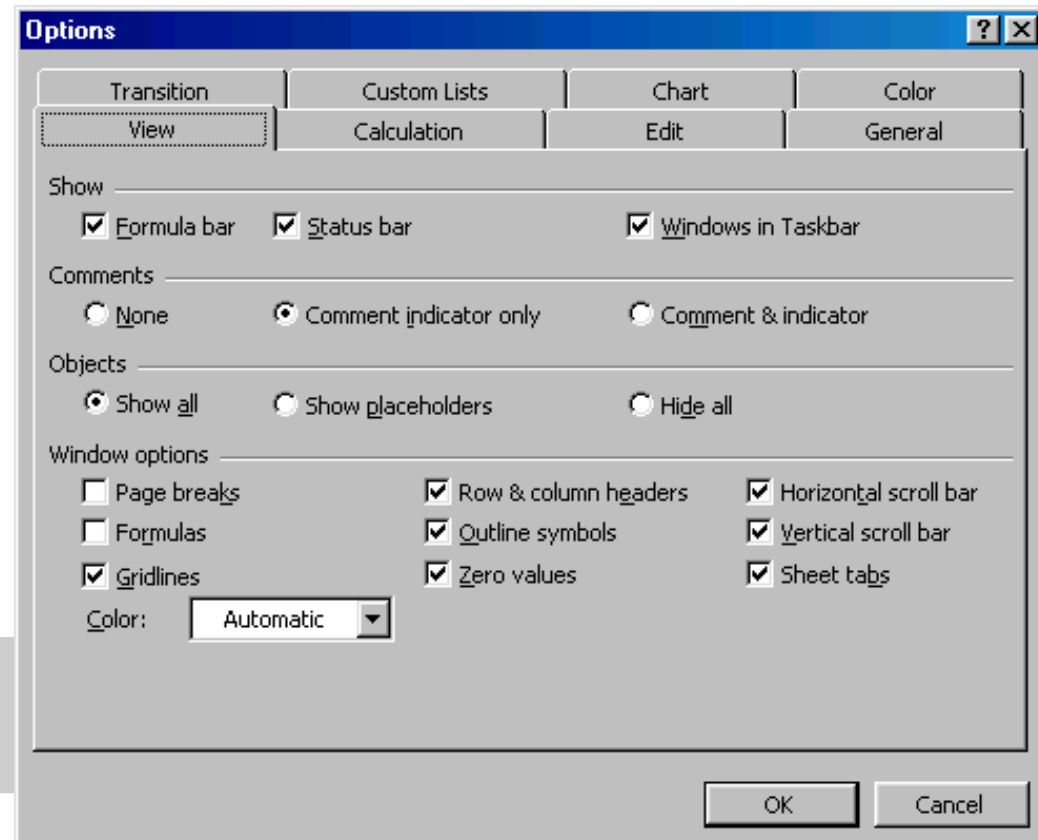 Options
Transition Custom Lists Chart Color
View Calculation Edit General
Show
Formula bar Status bar Windows in Taskbar
Comments
None Comment indicator only Comment & indicator
Objects
Show all Show placeholders Hide all
Window options
Page breaks Row & column headers Horizontal scroll bar
Formulas Outline symbols Vertical scroll bar
Gridlines Zero values Sheet tabs
Color: Automatic
OK Cancel